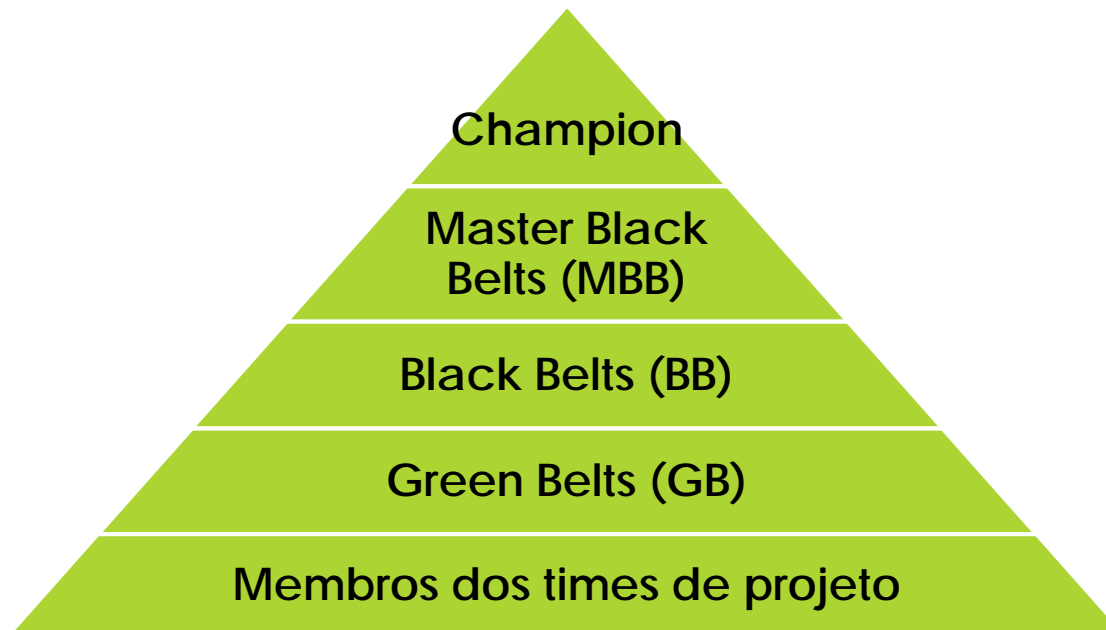 Champion
Master Black
Belts (MBB)
Black Belts (BB)
Green Belts (GB)
Membros dos times de projeto